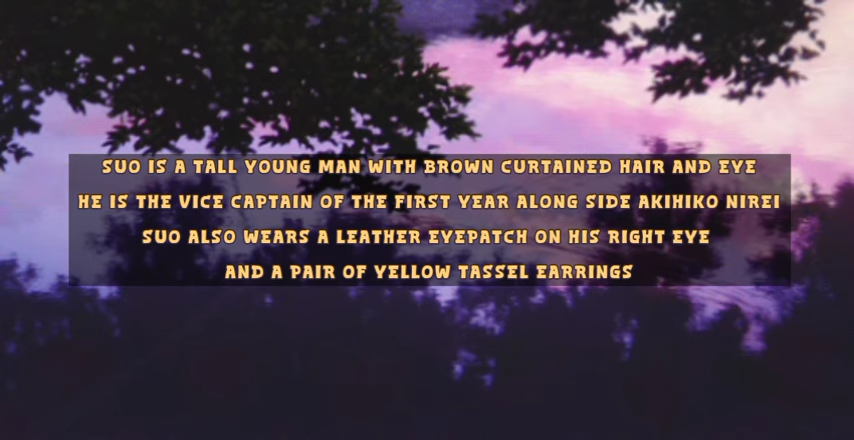 SUO IS A TALL YOUNG MAN WITH BROWN CURTAINED HAIR AND EYE
HE IS THE VICE CAPTAIN OF THE FIRST YEAR ALONG SIDE AKIHIKO NIREI
SUO ALSO WEARS A LEATHER EYEPATCH ON HIS RIGHT EYE
AND A PAIR OF YELLOW TASSEL EARRINGS